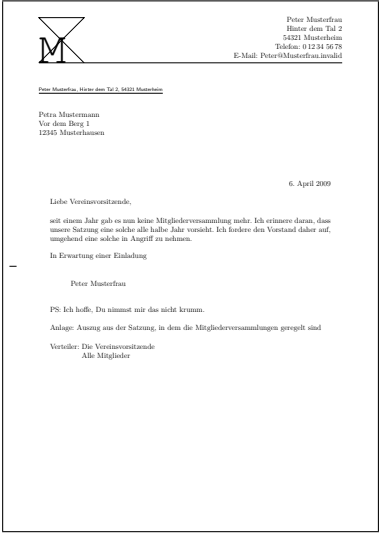 M
Peter Musterfrau
Hinter dem Tal 2
54321 Musterheim
Telefon: 0 12 34 56 78
E-Mail: Peter@Musterfrau.invalid
Peter Musterfrau, Hinter dem Tal 2, 54321 Musterheim
Petra Mustermann
Vor dem Berg 1
12345 Musterhausen
6. April 2009
Liebe Vereinsvorsitzende,
seit einem Jahr gab es nun keine Mitgliederversammlung mehr. Ich erinnere daran, dass
unsere Satzung eine solche alle halbe Jahr vorsieht. Ich fordere den Vorstand daher auf,
umgehend eine solche in Angriff zu nehmen.
In Erwartung einer Einladung
Peter Musterfrau
PS: Ich hoffe, Du nimmst mir das nicht krumm.
Anlage: Auszug aus der Satzung, in dem die Mitgliederversammlungen geregelt sind
Verteiler: Die Vereinsvorsitzende
Alle Mitglieder